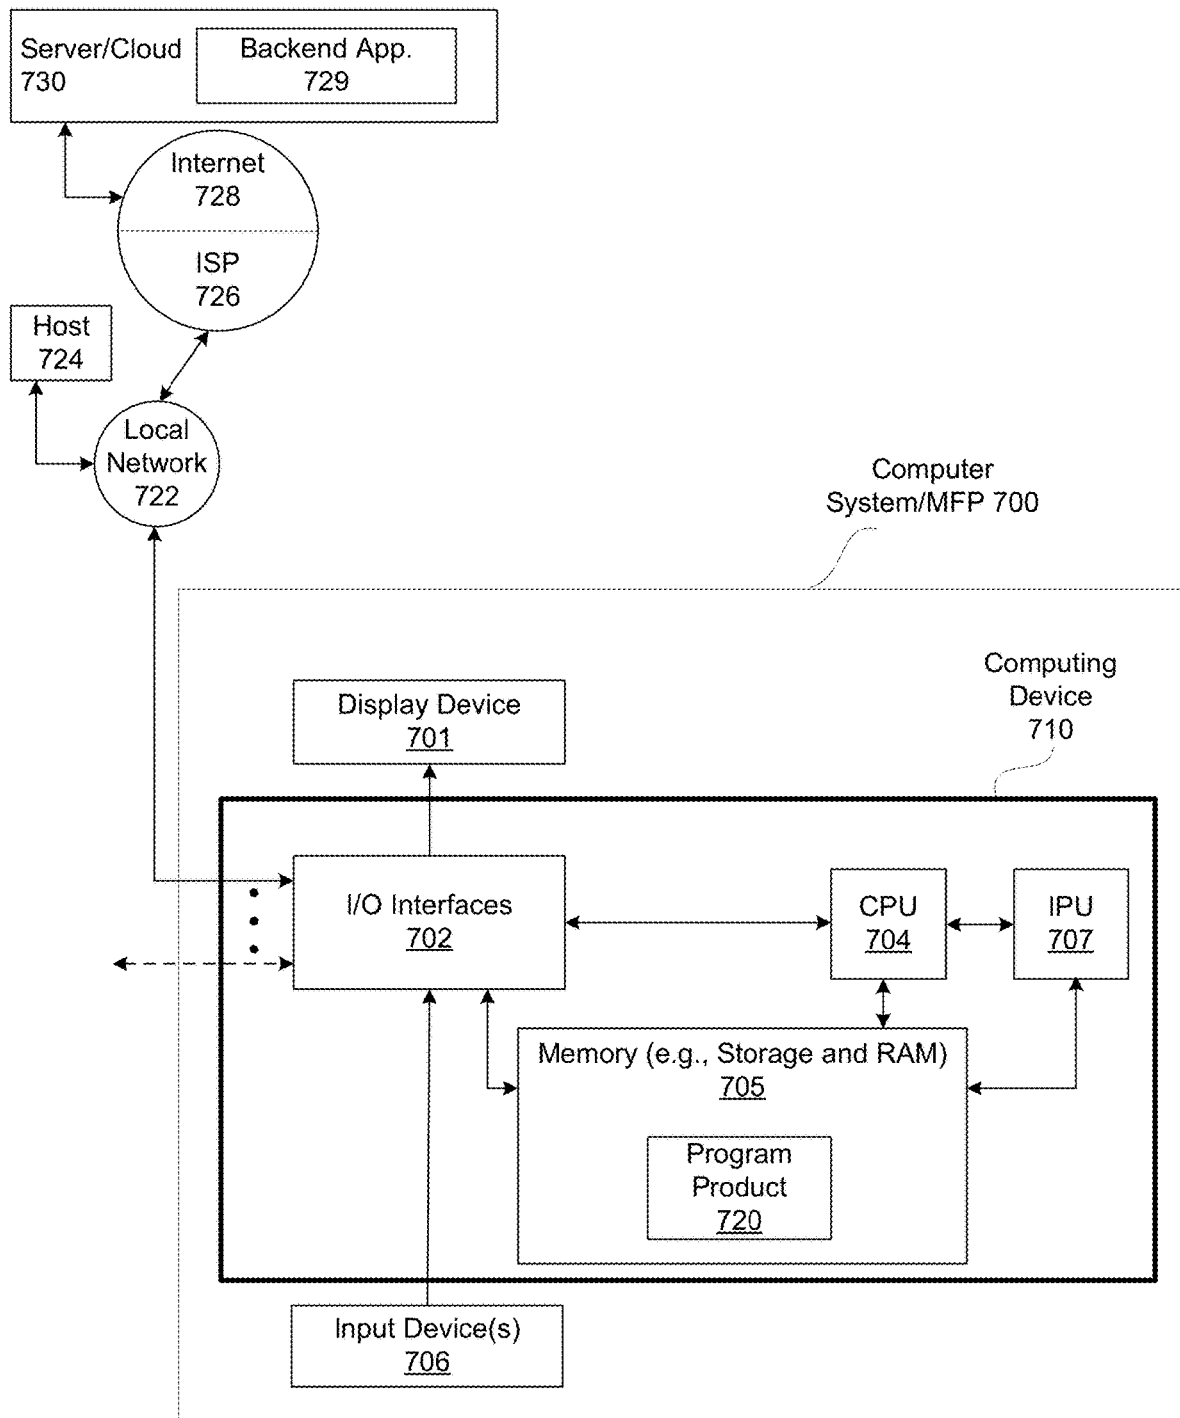 Server/Cloud
730
Backend App.
729
Internet
728
ISP
726
Host
724
Local
Network
722
Computer
System/MFP 700
Computing
Device
710
Display Device
701
I/O Interfaces
702
CPU
704
IPU
707
Memory (e.g., Storage and RAM)
705
Program
Product
720
Input Device(s)
706